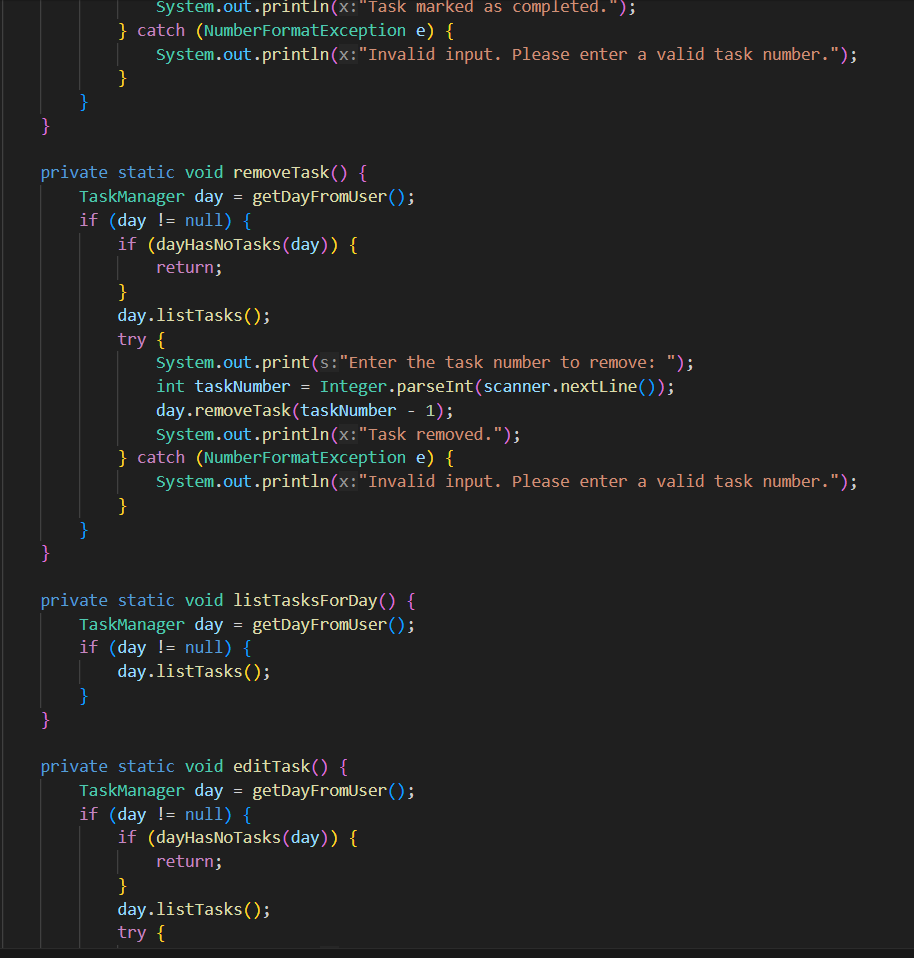 System.out.println(x:"Task marked as completed.");
        } catch (NumberFormatException e) {
            System.out.println(x:"Invalid input. Please enter a valid task number.");
        }
    }
}

private static void removeTask() {
    TaskManager day = getDayFromUser();
    if (day != null) {
        if (dayHasNoTasks(day)) {
            return;
        }
        day.listTasks();
        try {
            System.out.print(s:"Enter the task number to remove: ");
            int taskNumber = Integer.parseInt(scanner.nextLine());
            day.removeTask(taskNumber - 1);
            System.out.println(x:"Task removed.");
        } catch (NumberFormatException e) {
            System.out.println(x:"Invalid input. Please enter a valid task number.");
        }
    }
}

private static void listTasksForDay() {
    TaskManager day = getDayFromUser();
    if (day != null) {
        day.listTasks();
    }
}

private static void editTask() {
    TaskManager day = getDayFromUser();
    if (day != null) {
        if (dayHasNoTasks(day)) {
            return;
        }
        day.listTasks();
        try {